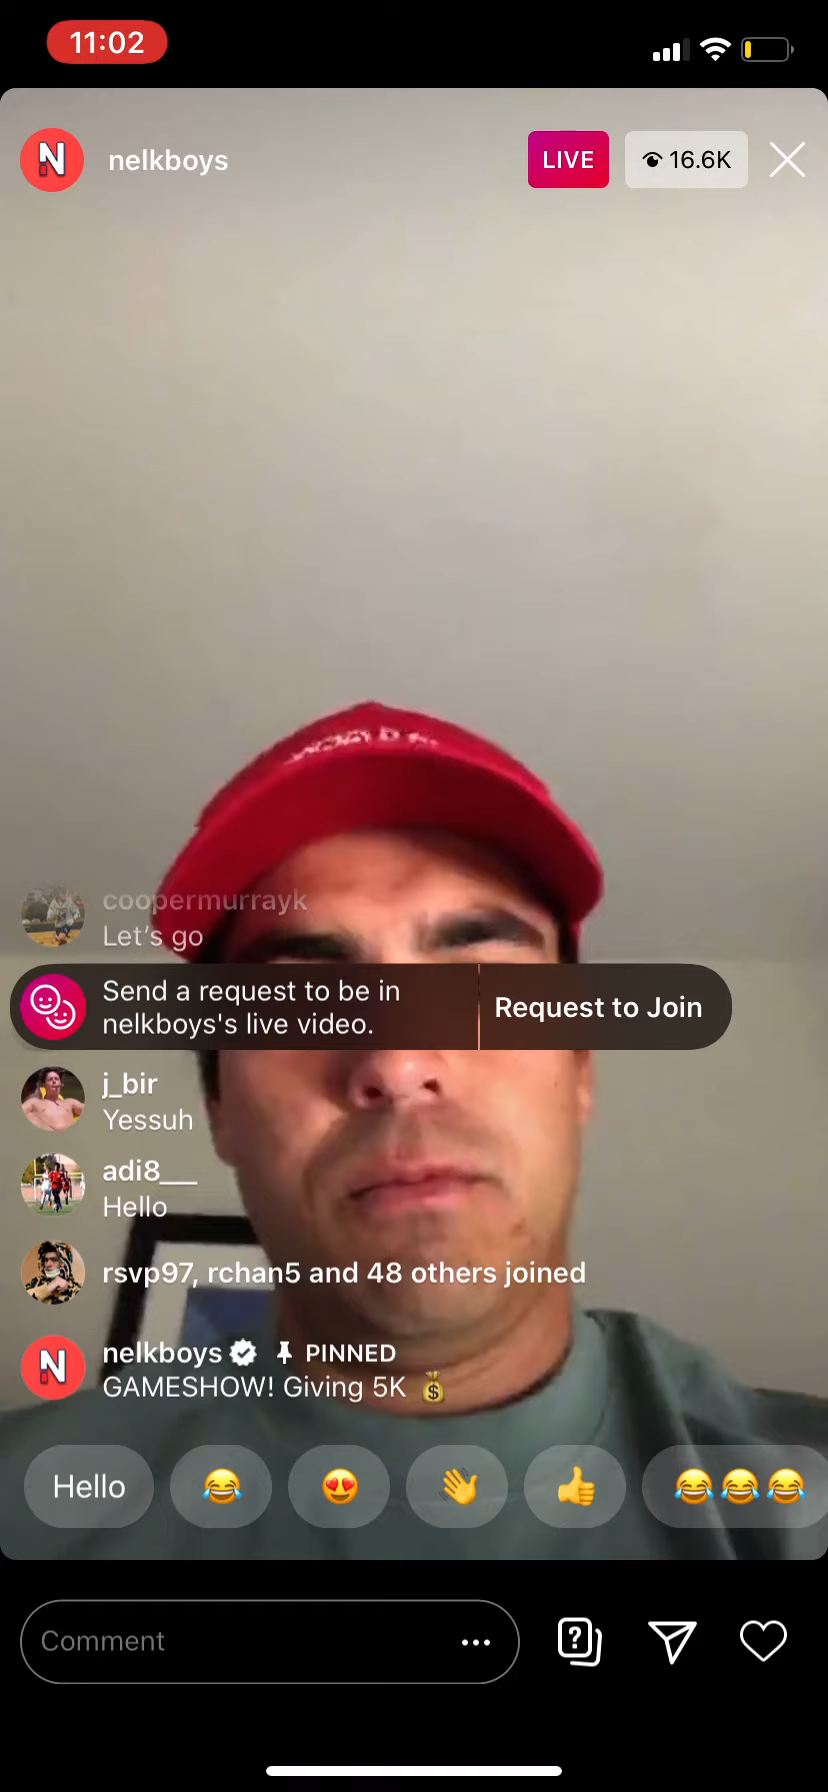 11:02
N nelkboys LIVE 16.6K
coopermurrayk
Let's go
Send a request to be in
nelkboys's live video.
Request to Join
j_bir
Yessuh
adi8___
Hello
rsvp97, rchan5 and 48 others joined
N nelkboys PINNED
GAMESHOW! Giving 5K 💰
Hello 😂 😍 👋 👍 😂😂😂
Comment ...
?